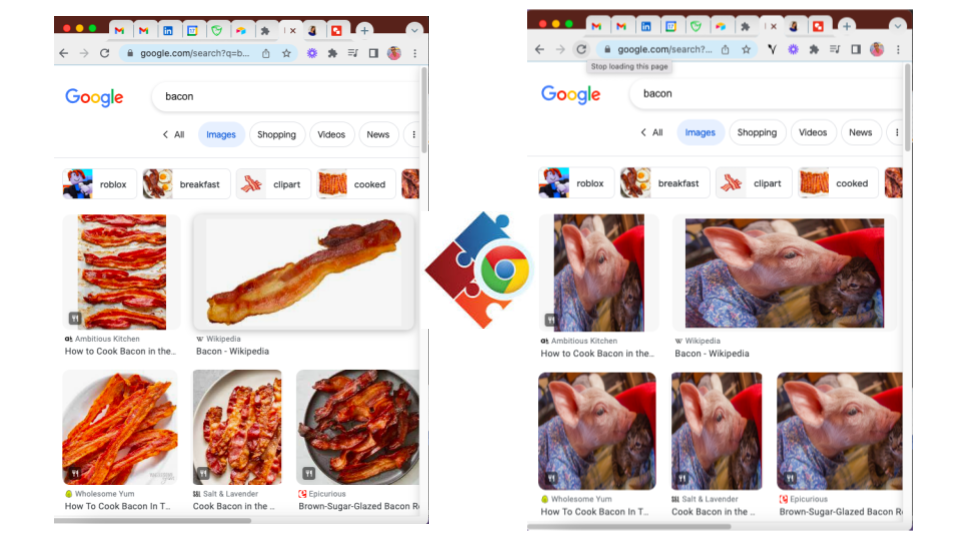 google.com/search?q=b...
Google
bacon
All
Images
Shopping
Videos
News
roblox
breakfast
clipart
cooked
Ambitious Kitchen
How to Cook Bacon in the...
W Wikipedia
Bacon - Wikipedia
Wholesome Yum
How To Cook Bacon In T...
Salt & Lavender
Cook Bacon in the ...
Epicurious
Brown-Sugar-Glazed Bacon R
google.com/search?...
Stop loading this page
Google
bacon
All
Images
Shopping
Videos
News
roblox
breakfast
clipart
cooked
Ambitious Kitchen
How to Cook Bacon in the...
W Wikipedia
Bacon - Wikipedia
Wholesome Yum
How To Cook Bacon In T...
Salt & Lavender
Cook Bacon in the ...
Epicurious
Brown-Sugar-Glazed Bacon R